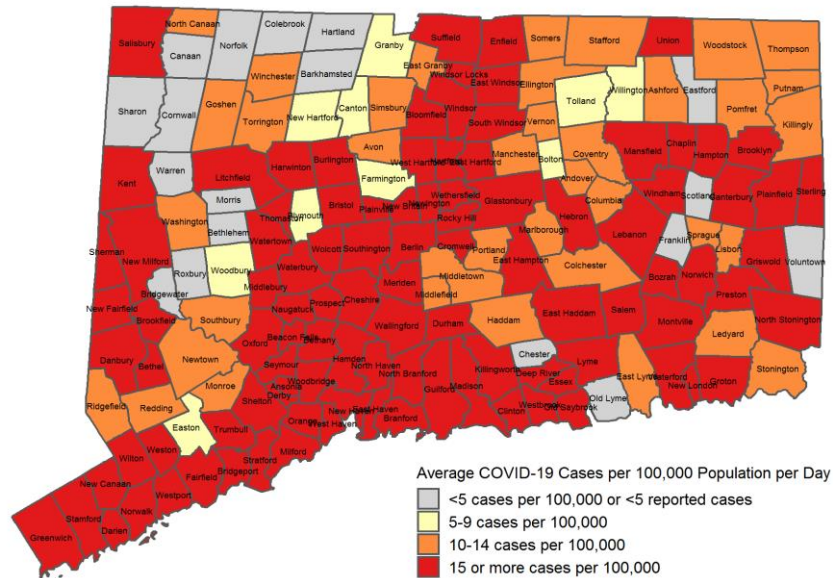 North Canaan
Colebrook
Hartland
Salisbury
Canaan
Norfolk
Granby
Suffield
Enfield
Somers
Stafford
Union
Woodstock
Thompson
East Granby
Windsor Locks
Barkhamsted
Winchester
East Windsor
Ellington
Putnam
Sharon
Cornwall
Goshen
Torrington
New Hartford
Canton
Simsbury
Bloomfield
Windsor
South Windsor
Vernon
Tolland
Willington
Ashford
Eastford
Pomfret
Killingly
Warren
Litchfield
Harwinton
Burlington
Avon
West Hartford
East Hartford
Manchester
Bolton
Coventry
Mansfield
Chaplin
Hampton
Brooklyn
Kent
Morris
Farmington
Andover
Washington
Bethlehem
Thomaston
Plymouth
Bristol
Plainville
New Britain
Newington
Wethersfield
Glastonbury
Hebron
Columbia
Windham
Scotland
Canterbury
Plainfield
Sterling
Rocky Hill
Sherman
New Milford
Roxbury
Woodbury
Watertown
Wolcott
Southington
Berlin
Cromwell
Portland
Marlborough
Lebanon
Franklin
Sprague
Lisbon
Griswold
Voluntown
Waterbury
Middlebury
Meriden
Middletown
East Hampton
Colchester
Bozrah
Norwich
Preston
Bridgewater
New Fairfield
Brookfield
Southbury
Naugatuck
Prospect
Cheshire
Wallingford
Middlefield
Durham
Haddam
East Haddam
Salem
Montville
North Stonington
Danbury
Bethel
Newtown
Oxford
Beacon Falls
Bethany
Hamden
Ledyard
Seymour
North Haven
North Branford
Killingworth
Chester
Deep River
Lyme
Ridgefield
Redding
Monroe
Ansonia
Derby
Woodbridge
Guilford
Madison
Essex
East Lyme
Waterford
New London
Groton
Stonington
Shelton
New Haven
East Haven
Branford
Clinton
Westbrook
Old Saybrook
Old Lyme
Easton
Trumbull
Orange
West Haven
Wilton
Weston
Milford
Stratford
Bridgeport
Fairfield
New Canaan
Westport
Norwalk
Stamford
Darien
Greenwich
Average COVID-19 Cases per 100,000 Population per Day
<5 cases per 100,000 or <5 reported cases
5-9 cases per 100,000
10-14 cases per 100,000
15 or more cases per 100,000